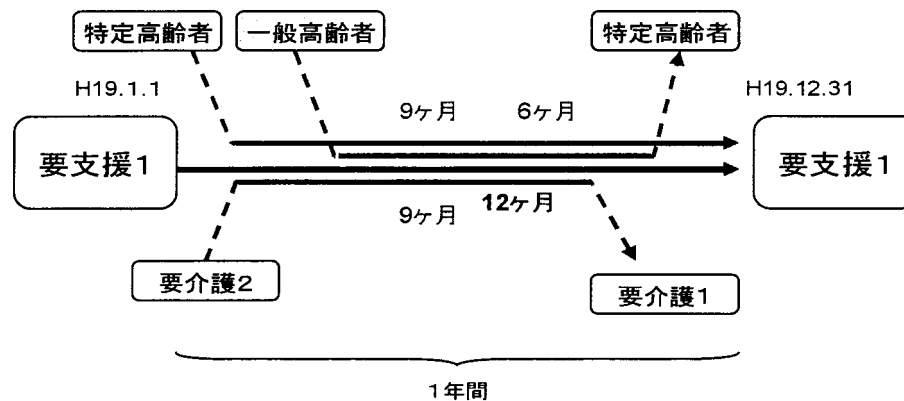 特定高齢者
一般高齢者
特定高齢者
H19.1.1
H19.12.31
9ヶ月
6ヶ月
要支援1
要支援1
9ヶ月
12ヶ月
要介護2
要介護1
1年間